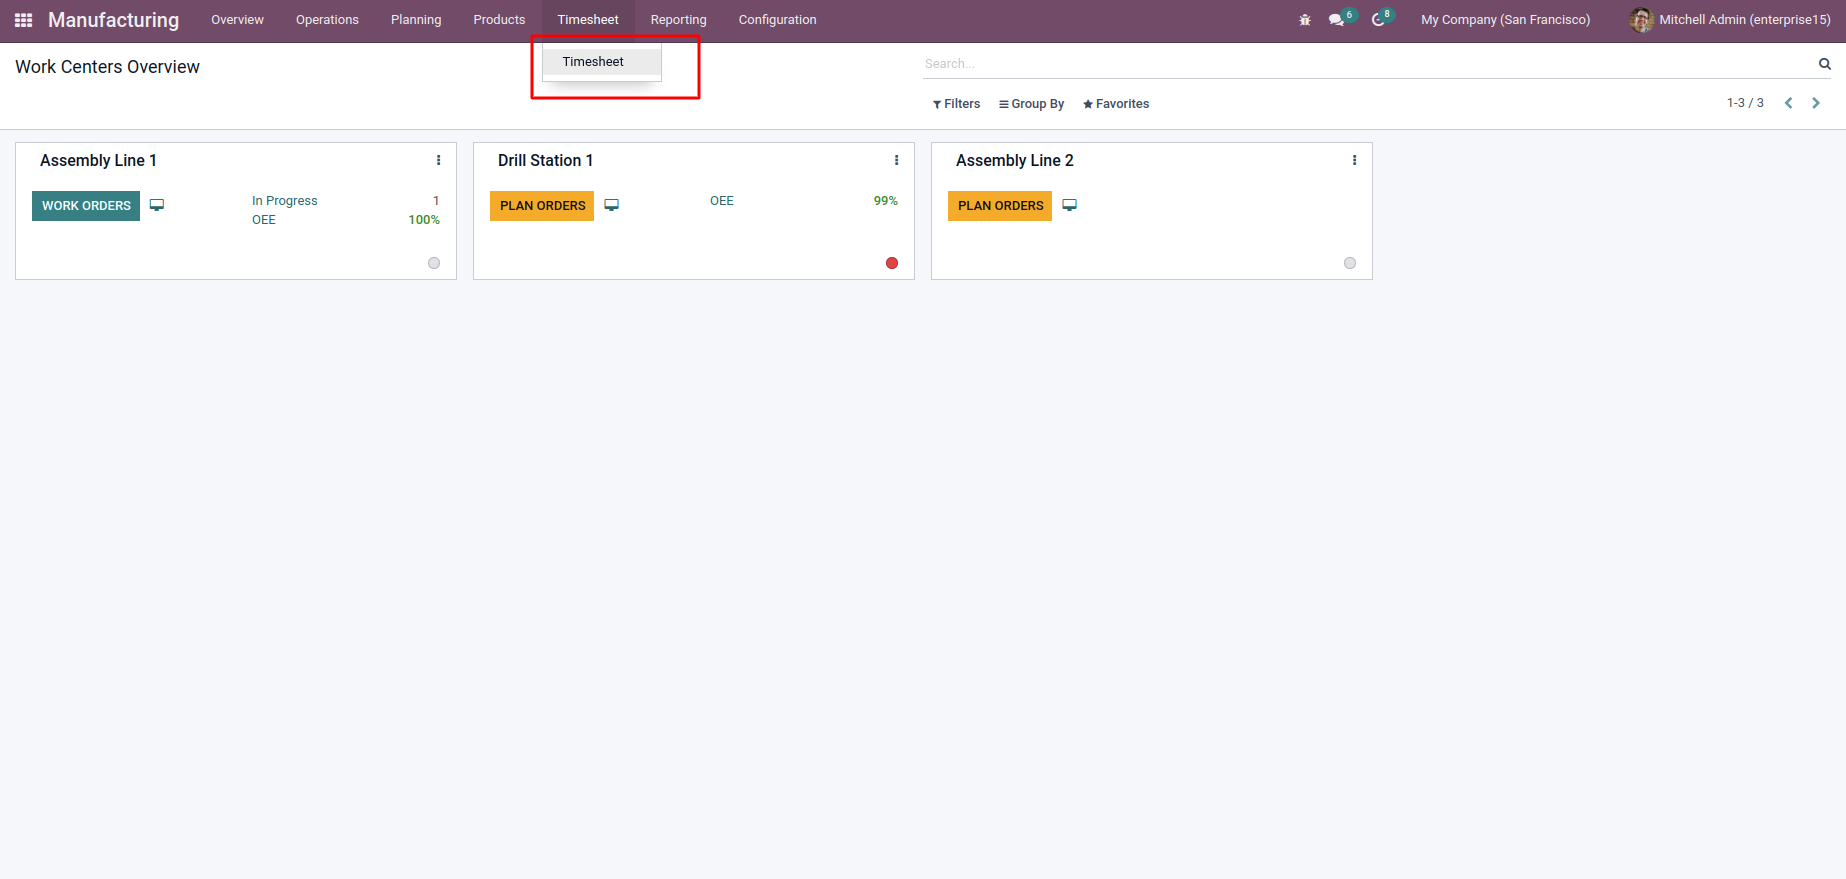 Manufacturing Overview Operations Planning Products Timesheet Reporting Configuration 6 8 My Company (San Francisco) Mitchell Admin (enterprise15)
Timesheet
Work Centers Overview
Search...
Filters Group By Favorites 1-3 / 3
Assembly Line 1
WORK ORDERS
In Progress 1
OEE 100%
Drill Station 1
PLAN ORDERS
OEE 99%
Assembly Line 2
PLAN ORDERS